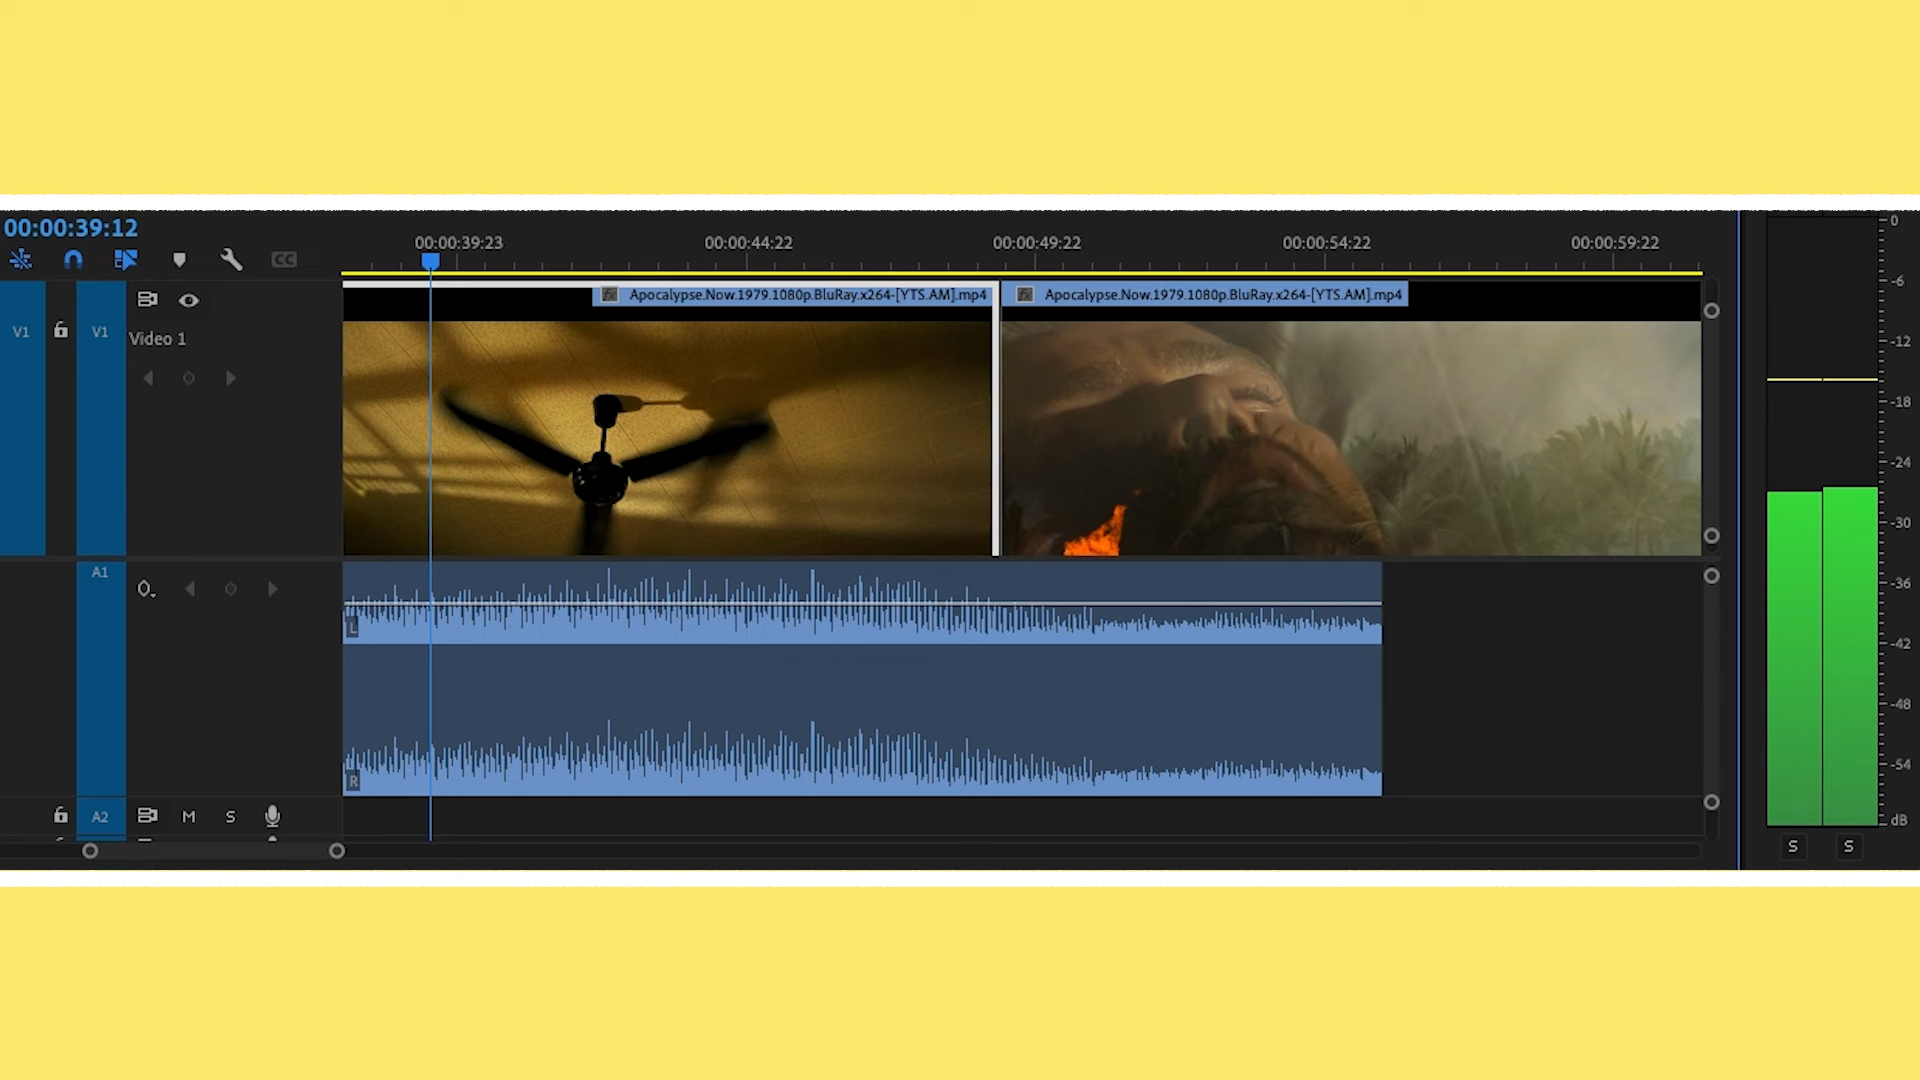 00:00:39:12
00:00:39:23 00:00:44:22 00:00:49:22 00:00:54:22 00:00:59:22
CC
Apocalypse.Now.1979.1080p.BluRay.x264-[YTS.AM].mp4
Apocalypse.Now.1979.1080p.BluRay.x264-[YTS.AM].mp4
fx
fx
V1 V1
Video 1
A1
L
R
A2 M S
0
-6
-12
-18
-24
-30
-36
-42
-48
-54
dB
S S